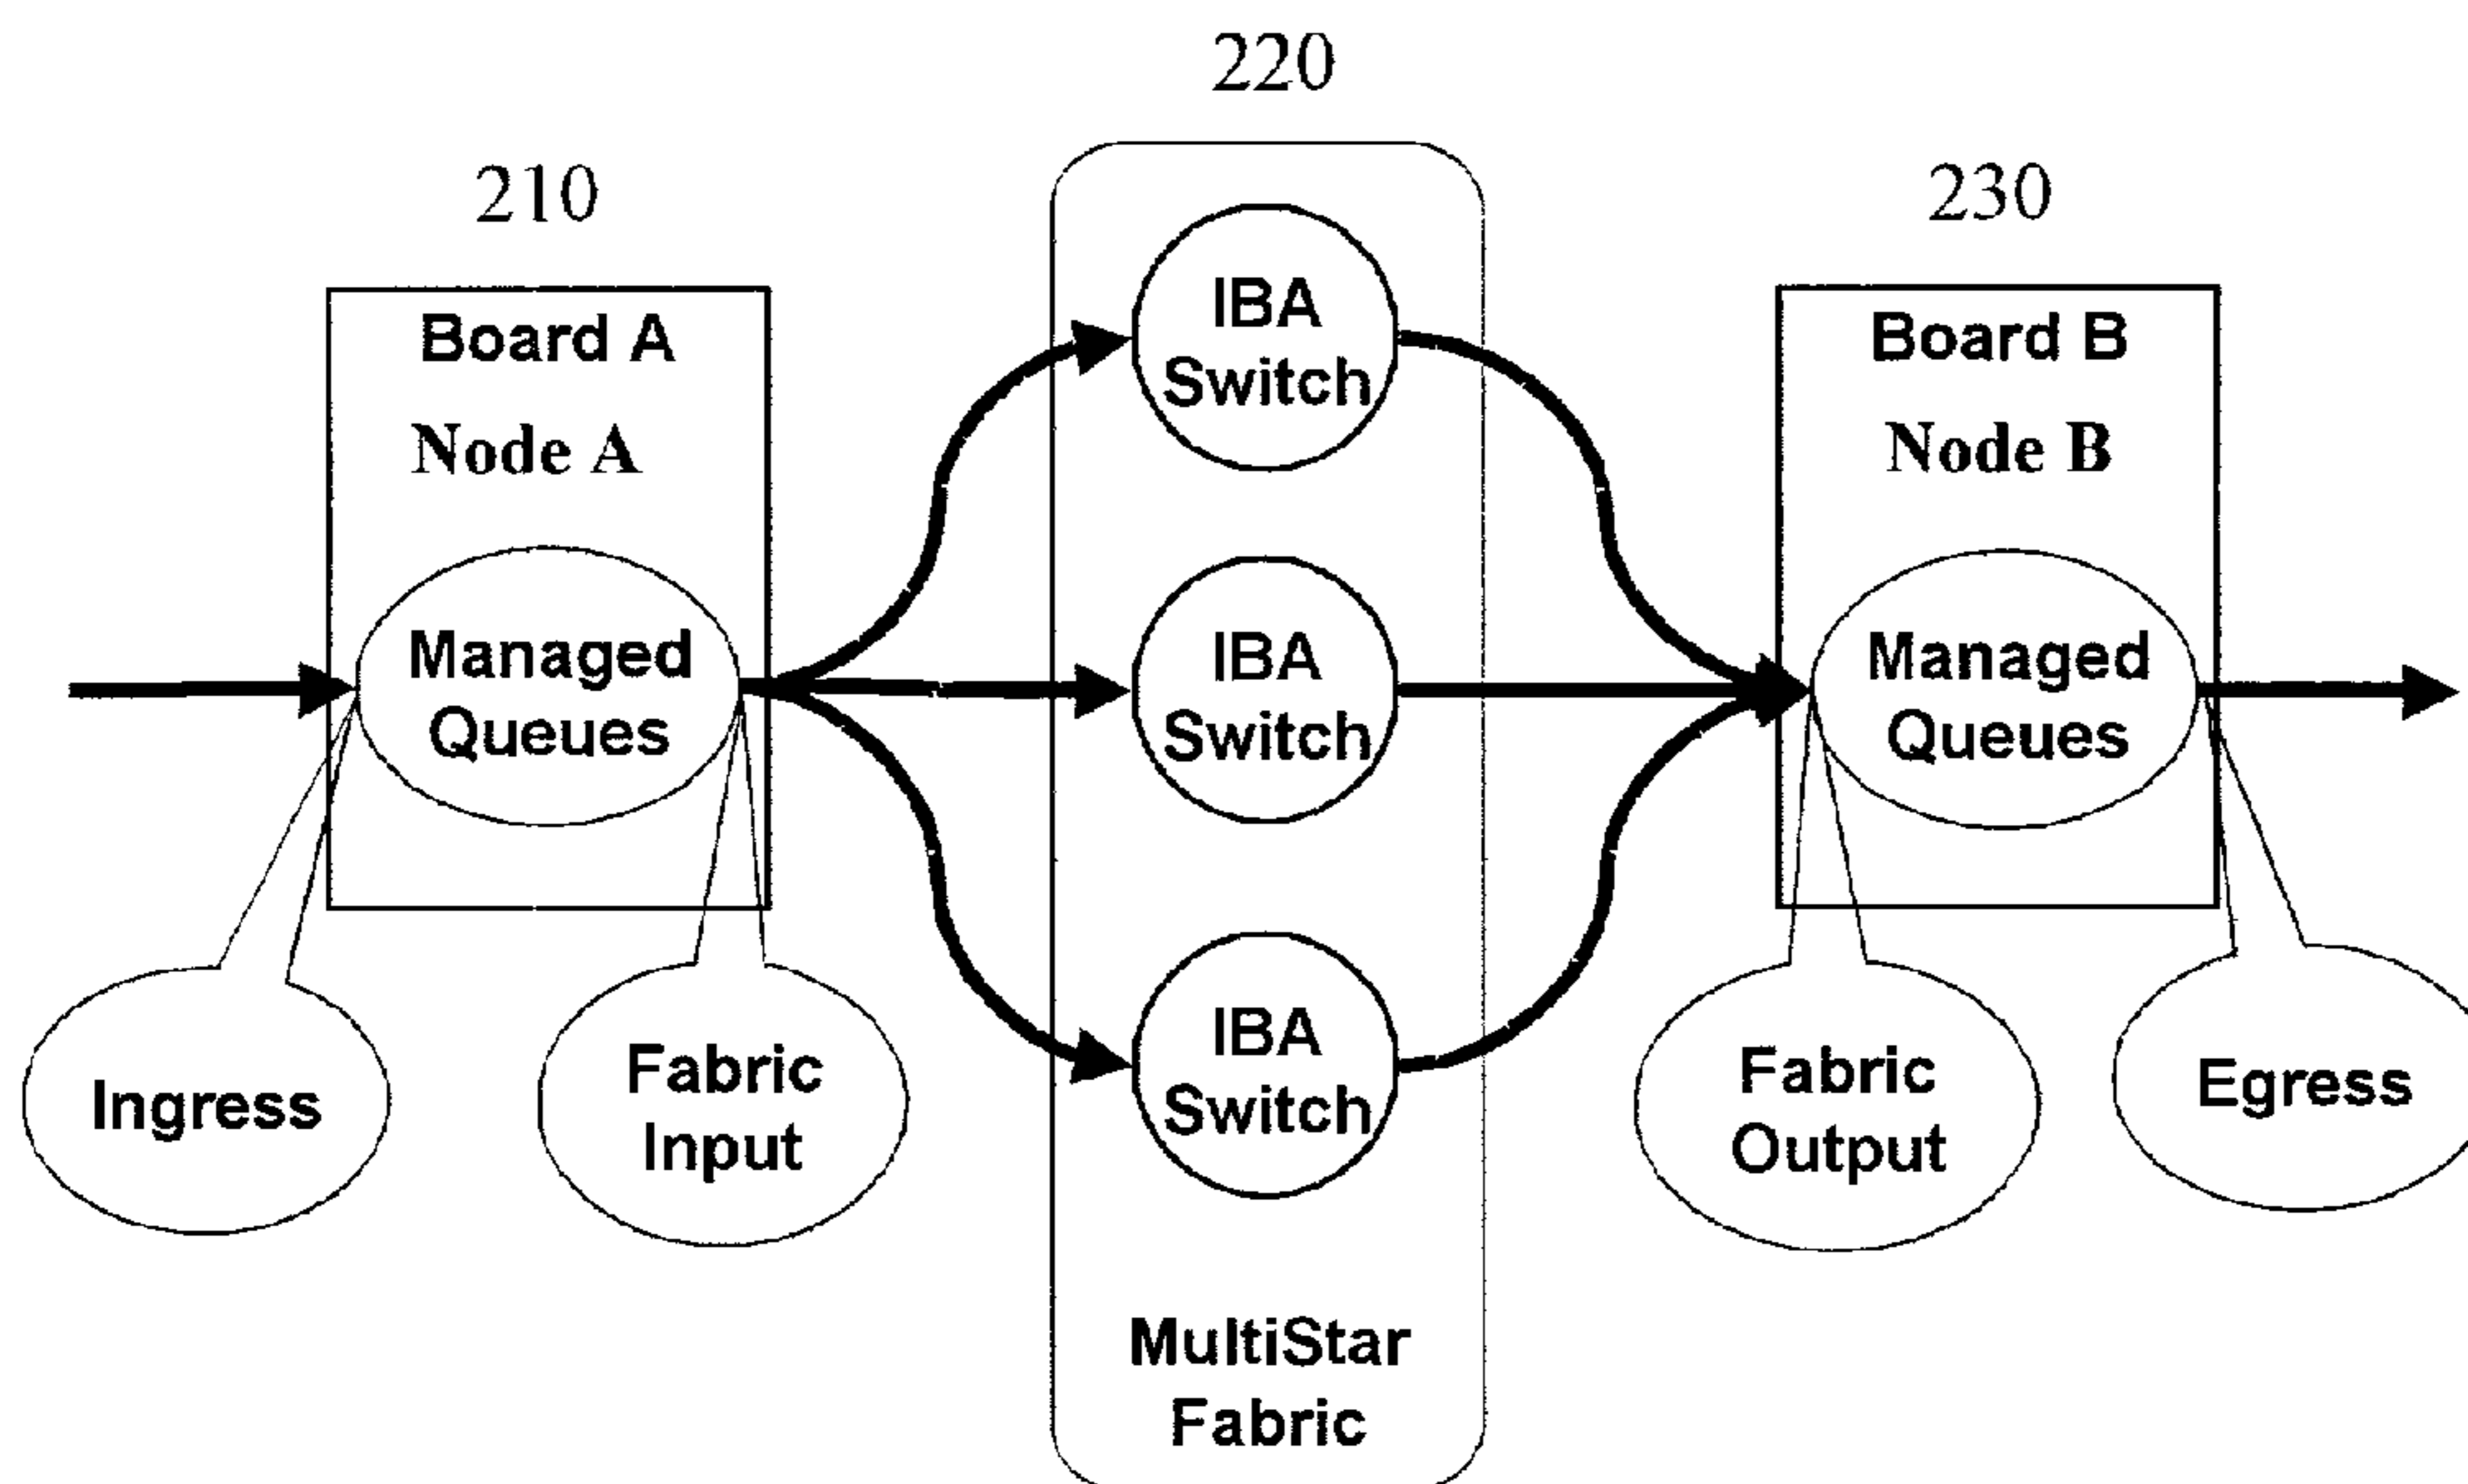 220
210
230
Board A
Node A
Managed
Queues
IBA
Switch
IBA
Switch
IBA
Switch
MultiStar
Fabric
Board B
Node B
Managed
Queues
Ingress
Fabric
Input
Fabric
Output
Egress